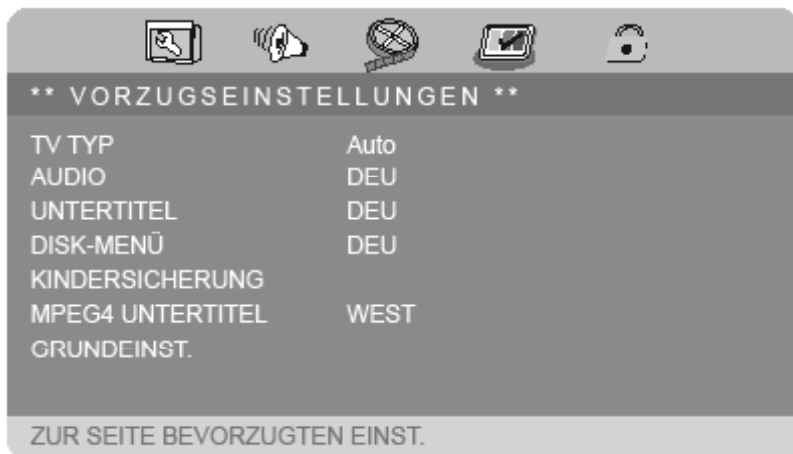 ** VORZUGSEINSTELLUNGEN **
TV TYP Auto
AUDIO DEU
UNTERTITEL DEU
DISK-MENÜ DEU
KINDERSICHERUNG
MPEG4 UNTERTITEL WEST
GRUNDEINST.
ZUR SEITE BEVORZUGTEN EINST.